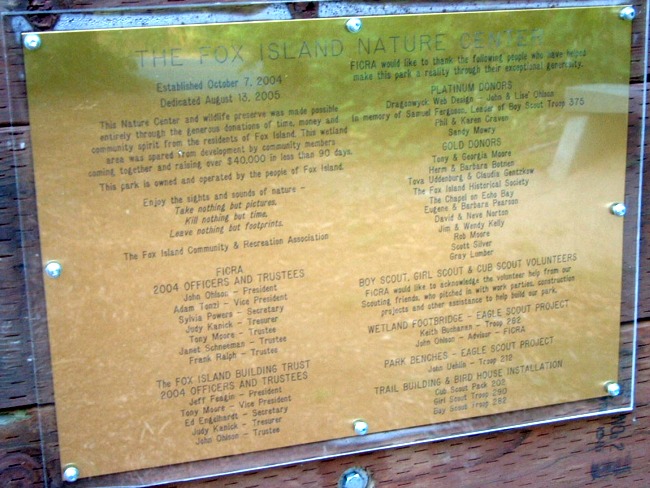 THE FOX ISLAND NATURE CENTER
Established October 7, 2004
Dedicated August 13, 2005
This Nature Center and wildlife preserve was made possible
entirely through the generous donations of time, money and
community spirit from the residents of Fox Island. This wetland
area was spared from development by community members
coming together and raising over $40,000 in less than 90 days.
This park is owned and operated by the people of Fox Island.
Enjoy the sights and sounds of nature -
Take nothing but pictures.
Kill nothing but time.
Leave nothing but footprints.
The Fox Island Community & Recreation Association
FICRA
2004 OFFICERS AND TRUSTEES
John Ohlson - President
Adam Tenzi - Vice President
Sylvia Powers - Secretary
Judy Kanick - Tresurer
Tony Moore - Trustee
Janet Schneeman - Trustee
Frank Ralph - Trustee
The FOX ISLAND BUILDING TRUST
2004 OFFICERS AND TRUSTEES
Jeff Feagin - President
Tony Moore - Vice President
Ed Engelhardt - Secretary
Judy Kanick - Tresurer
John Ohlson - Trustee
FICRA would like to thank the following people who have helped
make this park a reality through their exceptional generosity.
PLATINUM DONORS
Draganwyck Web Design - John & Lise' Ohlson
In memory of Samuel Ferguson, Leader of Boy Scout Troop 375
Phil & Karen Craven
Sandy Mowry
GOLD DONORS
Tony & Georgia Moore
Herm & Barbara Botnen
Tova Uddenburg & Claudia Gentzkow
The Fox Island Historical Society
The Chapel on Echo Bay
Eugene & Barbara Pearson
David & Neva Norton
Jim & Wendy Kelly
Rob Moore
Scott Silver
Gray Lumber
BOY SCOUT, GIRL SCOUT & CUB SCOUT VOLUNTEERS
FICRA would like to acknowledge the volunteer help from our
Scouting friends, who pitched in with work parties, construction
projects and other assistance to help build our park.
WETLAND FOOTBRIDGE - EAGLE SCOUT PROJECT
Keith Buchanan - Troop 282
John Ohlson - Advisor - FICRA
PARK BENCHES - EAGLE SCOUT PROJECT
John - Troop 212
TRAIL BUILDING & BIRD HOUSE INSTALLATION
Cub Scout Pack 202
Girl Scout Troop 290
Boy Scout Troop 282